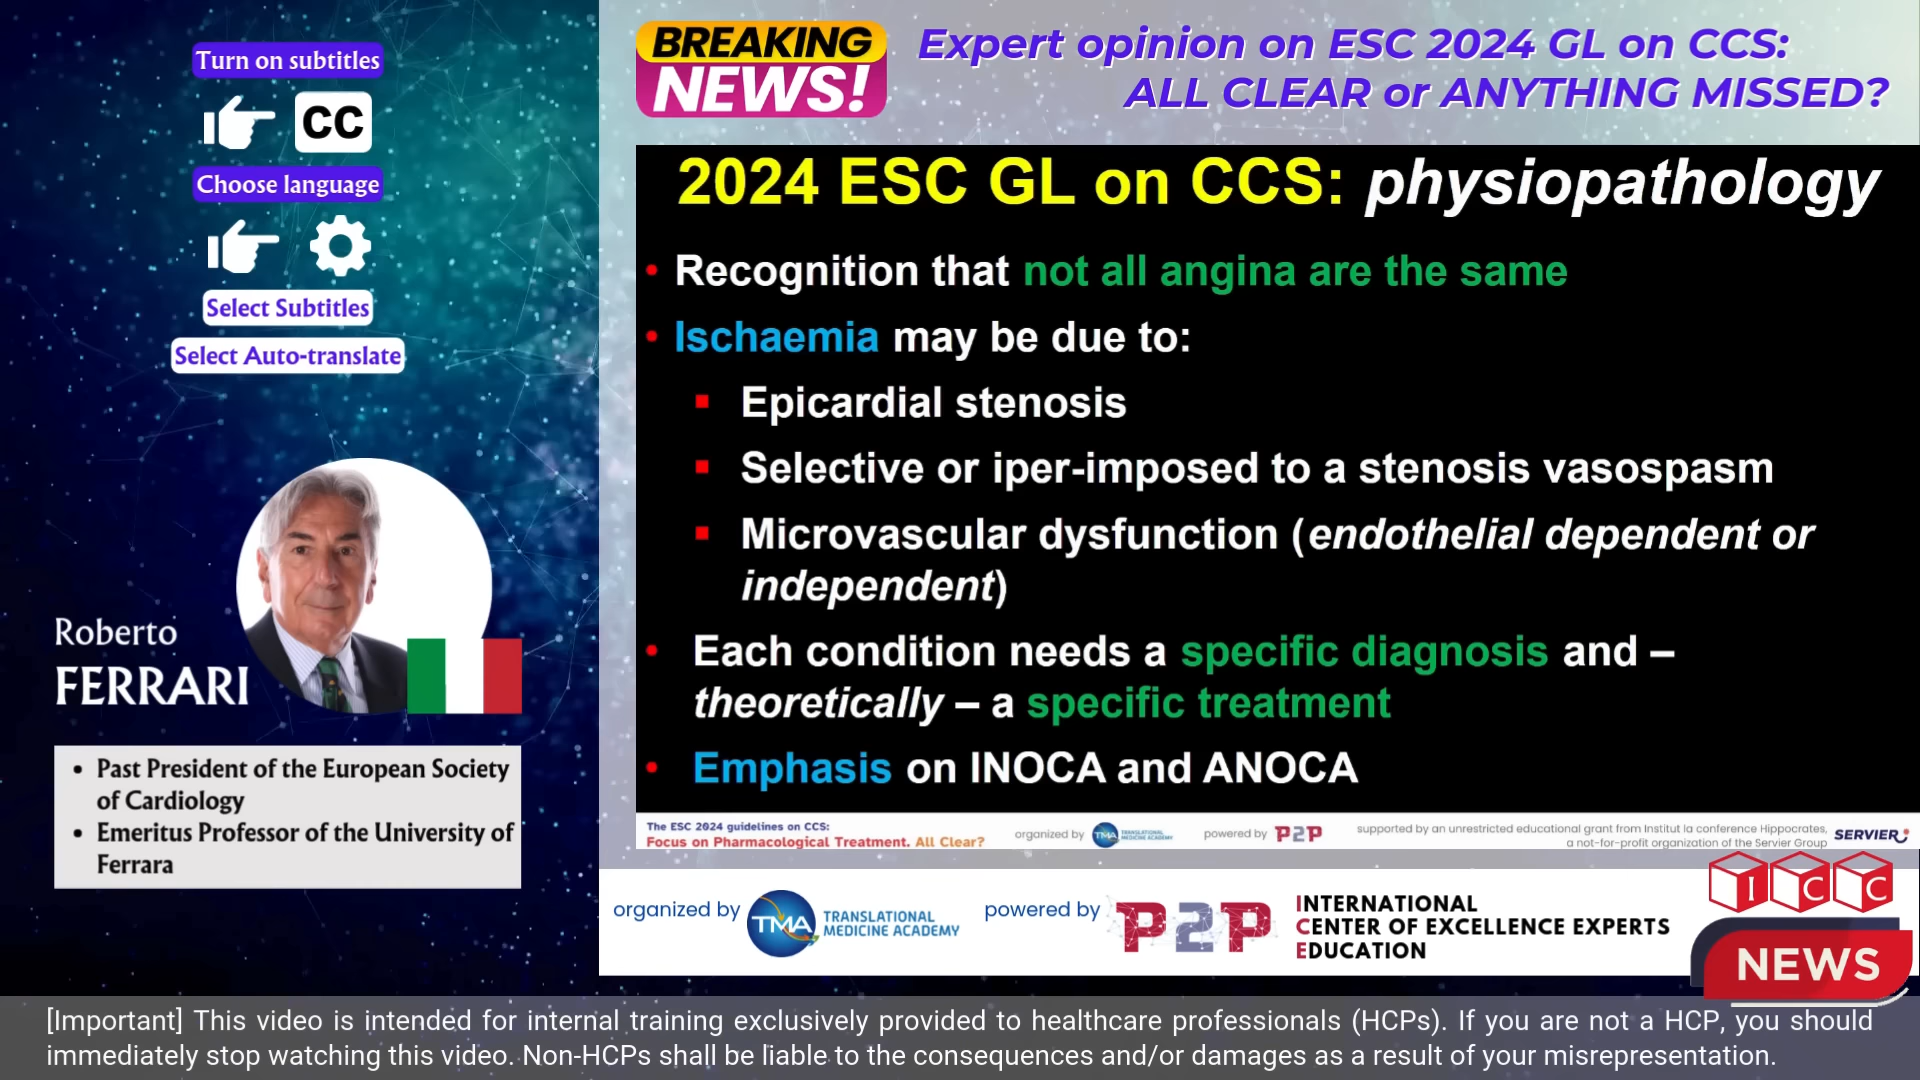 Turn on subtitles
CC
Choose language
Select Subtitles
Select Auto-translate
Roberto
FERRARI
• Past President of the European Society
of Cardiology
• Emeritus Professor of the University of
Ferrara
BREAKING
NEWS!
Expert opinion on ESC 2024 GL on CCS:
ALL CLEAR or ANYTHING MISSED?
2024 ESC GL on CCS: physiopathology
• Recognition that not all angina are the same
• Ischaemia may be due to:
▪ Epicardial stenosis
▪ Selective or iper-imposed to a stenosis vasospasm
▪ Microvascular dysfunction (endothelial dependent or
independent)
• Each condition needs a specific diagnosis and –
theoretically – a specific treatment
• Emphasis on INOCA and ANOCA
The ESC 2024 guidelines on CCS:
Focus on Pharmacological Treatment. All Clear?
organized by TMA TRANSLATIONAL
MEDICINE ACADEMY
powered by P2P
supported by an unrestricted educational grant from Institut la conference Hippocrates,
a not-for-profit organization of the Servier Group
SERVIER
organized by TMA TRANSLATIONAL
MEDICINE ACADEMY
powered by P2P
INTERNATIONAL
CENTER OF EXCELLENCE EXPERTS
EDUCATION
ICC
NEWS
[Important] This video is intended for internal training exclusively provided to healthcare professionals (HCPs). If you are not a HCP, you should
immediately stop watching this video. Non-HCPs shall be liable to the consequences and/or damages as a result of your misrepresentation.